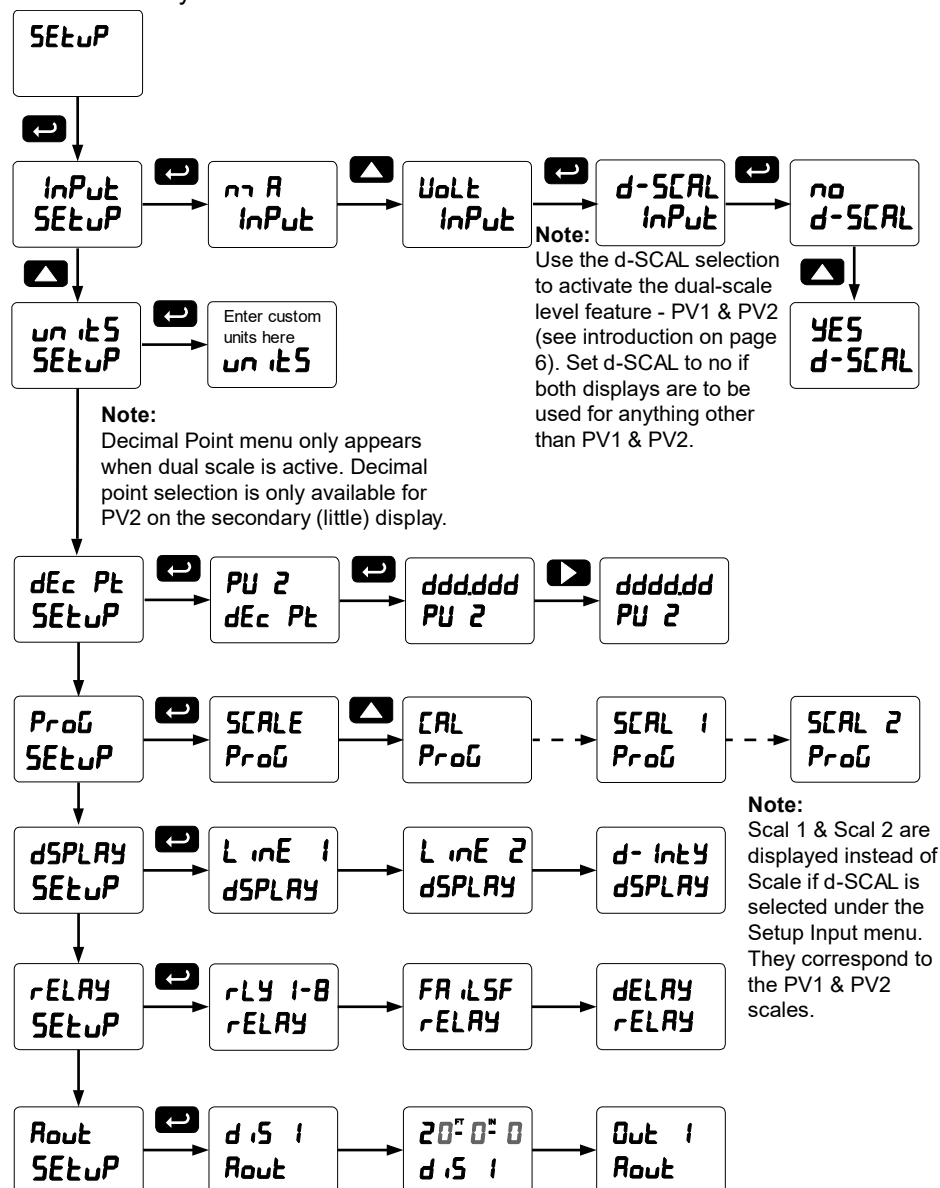 SEtuP
InPut
SEtuP
mA
InPut
VoLt
InPut
d-SCAL
InPut
no
d-SCAL
YES
d-SCAL
Note:
Use the d-SCAL selection
to activate the dual-scale
level feature - PV1 & PV2
(see introduction on page
6). Set d-SCAL to no if
both displays are to be
used for anything other
than PV1 & PV2.
unitS
SEtuP
Enter custom
units here
unitS
Note:
Decimal Point menu only appears
when dual scale is active. Decimal
point selection is only available for
PV2 on the secondary (little) display.
dEc Pt
SEtuP
PV 2
dEc Pt
ddd.ddd
PV 2
dddd.dd
PV 2
ProG
SEtuP
SCALE
ProG
CAL
ProG
SCAL 1
ProG
SCAL 2
ProG
Note:
Scal 1 & Scal 2 are
displayed instead of
Scale if d-SCAL is
selected under the
Setup Input menu.
They correspond to
the PV1 & PV2
scales.
dSPLAY
SEtuP
LinE 1
dSPLAY
LinE 2
dSPLAY
d-IntY
dSPLAY
rELAY
SEtuP
rLY 1-8
rELAY
FAiLSF
rELAY
dELAY
rELAY
Aout
SEtuP
diS 1
Aout
20 FT 0 IN 0
diS 1
Out 1
Aout